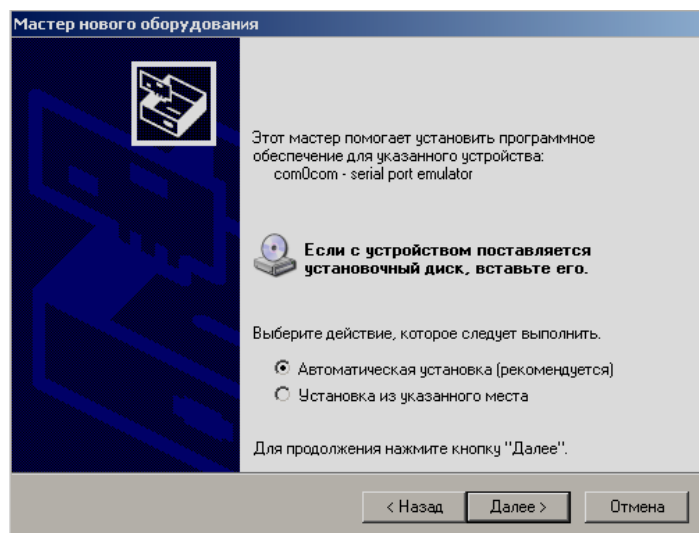 Мастер нового оборудования
Этот мастер помогает установить программное
обеспечение для указанного устройства:
com0com - serial port emulator
Если с устройством поставляется
установочный диск, вставьте его.
Выберите действие, которое следует выполнить.
Автоматическая установка (рекомендуется)
Установка из указанного места
Для продолжения нажмите кнопку "Далее".
< Назад
Далее >
Отмена